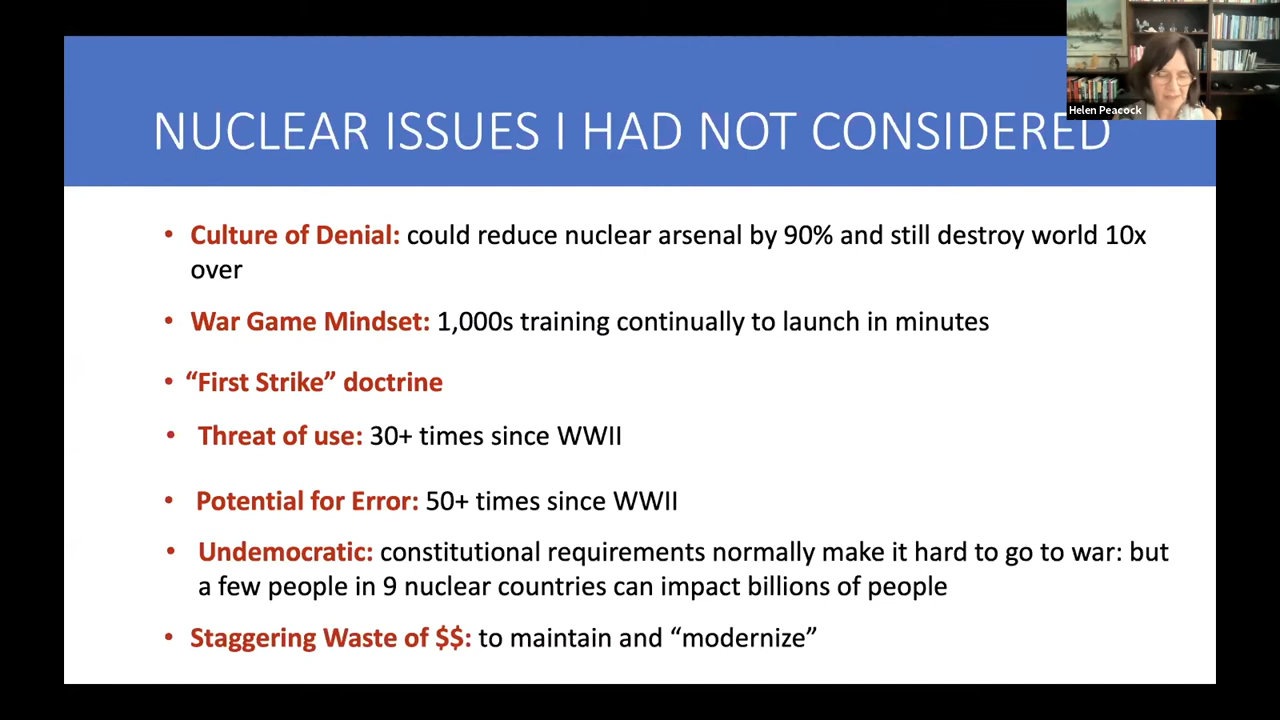 Helen Peacock
NUCLEAR ISSUES I HAD NOT CONSIDERED
• Culture of Denial: could reduce nuclear arsenal by 90% and still destroy world 10x
over
• War Game Mindset: 1,000s training continually to launch in minutes
• “First Strike” doctrine
• Threat of use: 30+ times since WWII
• Potential for Error: 50+ times since WWII
• Undemocratic: constitutional requirements normally make it hard to go to war: but
a few people in 9 nuclear countries can impact billions of people
• Staggering Waste of $$: to maintain and “modernize”